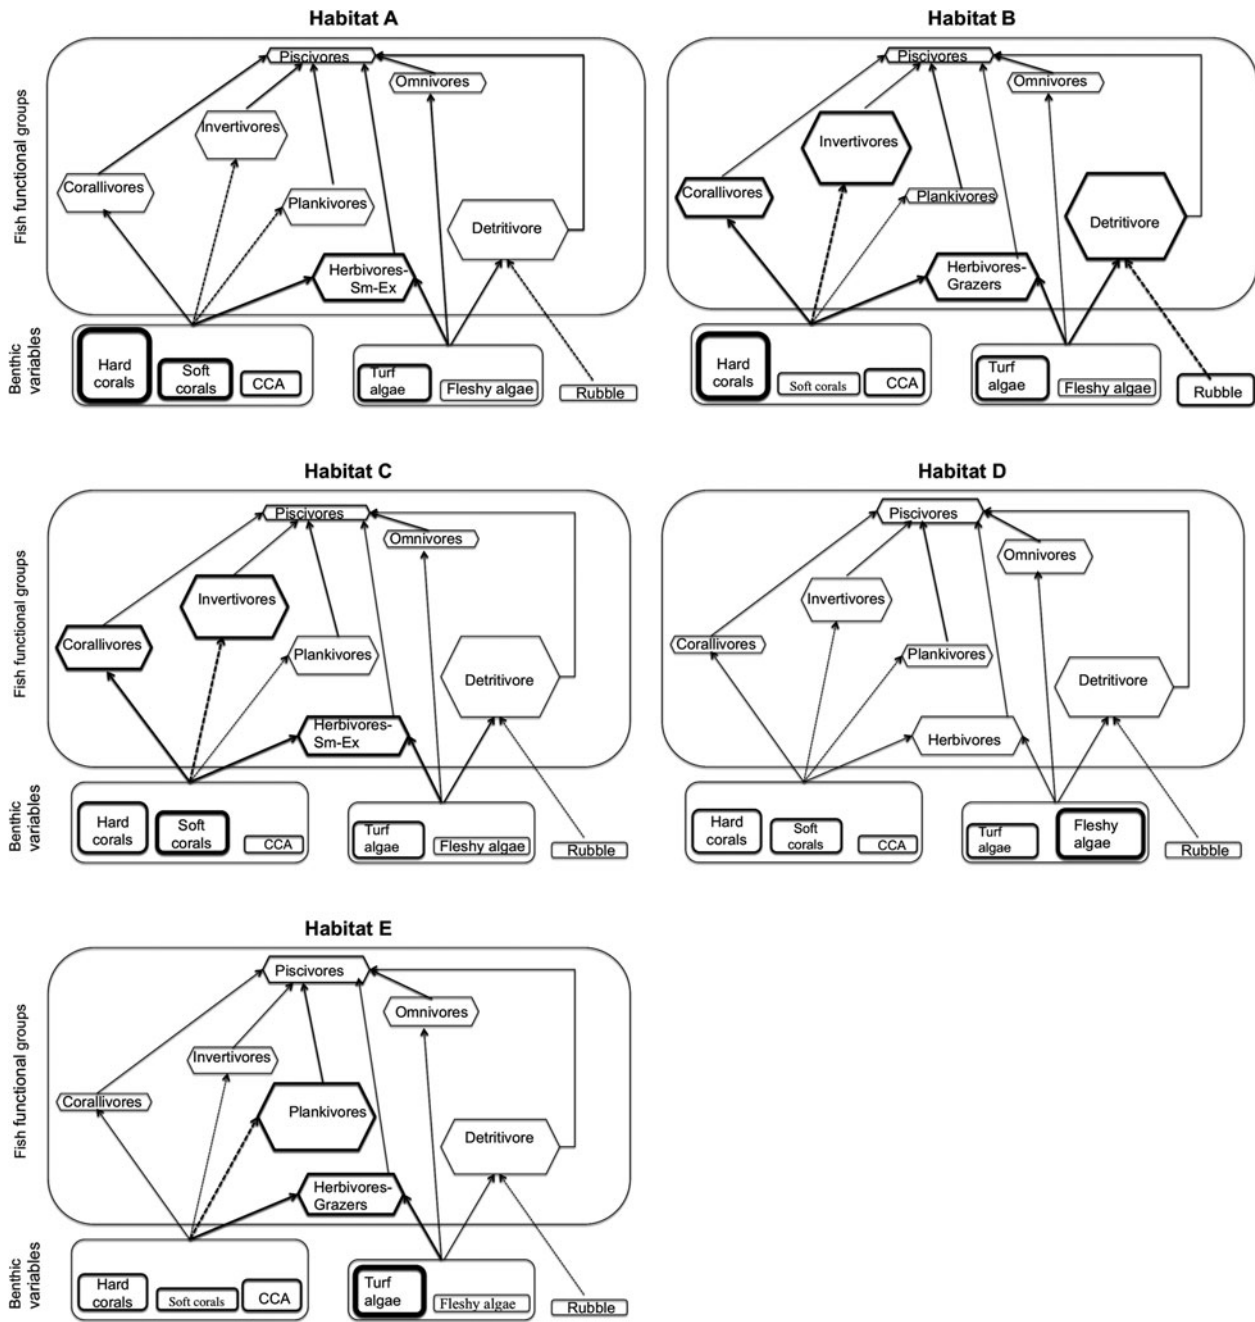 Habitat A
Fish functional groups
Piscivores
Omnivores
Invertivores
Corallivores
Plankivores
Detritivore
Herbivores-
Sm-Ex
Benthic
variables
Hard
corals
Soft
corals
CCA
Turf
algae
Fleshy algae
Rubble
Habitat B
Piscivores
Omnivores
Invertivores
Corallivores
Plankivores
Detritivore
Herbivores-
Grazers
Hard
corals
Soft corals
CCA
Turf
algae
Fleshy algae
Rubble
Habitat C
Fish functional groups
Piscivores
Omnivores
Invertivores
Corallivores
Plankivores
Detritivore
Herbivores-
Sm-Ex
Benthic
variables
Hard
corals
Soft
corals
CCA
Turf
algae
Fleshy algae
Rubble
Habitat D
Piscivores
Omnivores
Invertivores
Corallivores
Plankivores
Detritivore
Herbivores
Hard
corals
Soft
corals
CCA
Turf
algae
Fleshy
algae
Rubble
Habitat E
Fish functional groups
Piscivores
Omnivores
Invertivores
Corallivores
Plankivores
Detritivore
Herbivores-
Grazers
Benthic
variables
Hard
corals
Soft corals
CCA
Turf
algae
Fleshy algae
Rubble